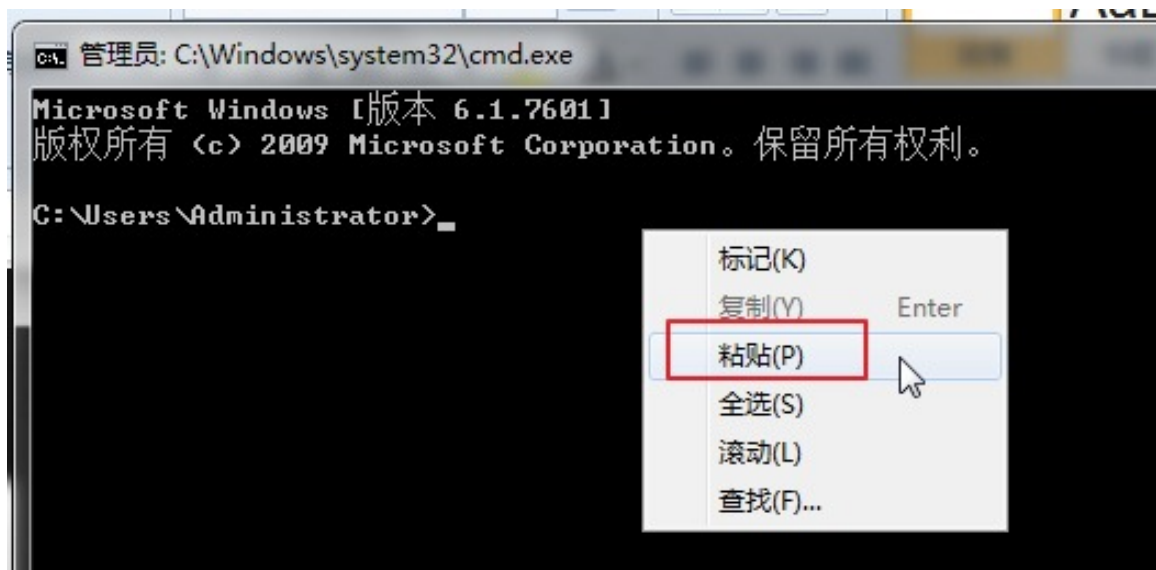 管理员: C:\Windows\system32\cmd.exe
Microsoft Windows [版本 6.1.7601]
版权所有 (c) 2009 Microsoft Corporation。保留所有权利。
C:\Users\Administrator>_
标记(K)
复制(Y) Enter
粘贴(P)
全选(S)
滚动(L)
查找(F)...